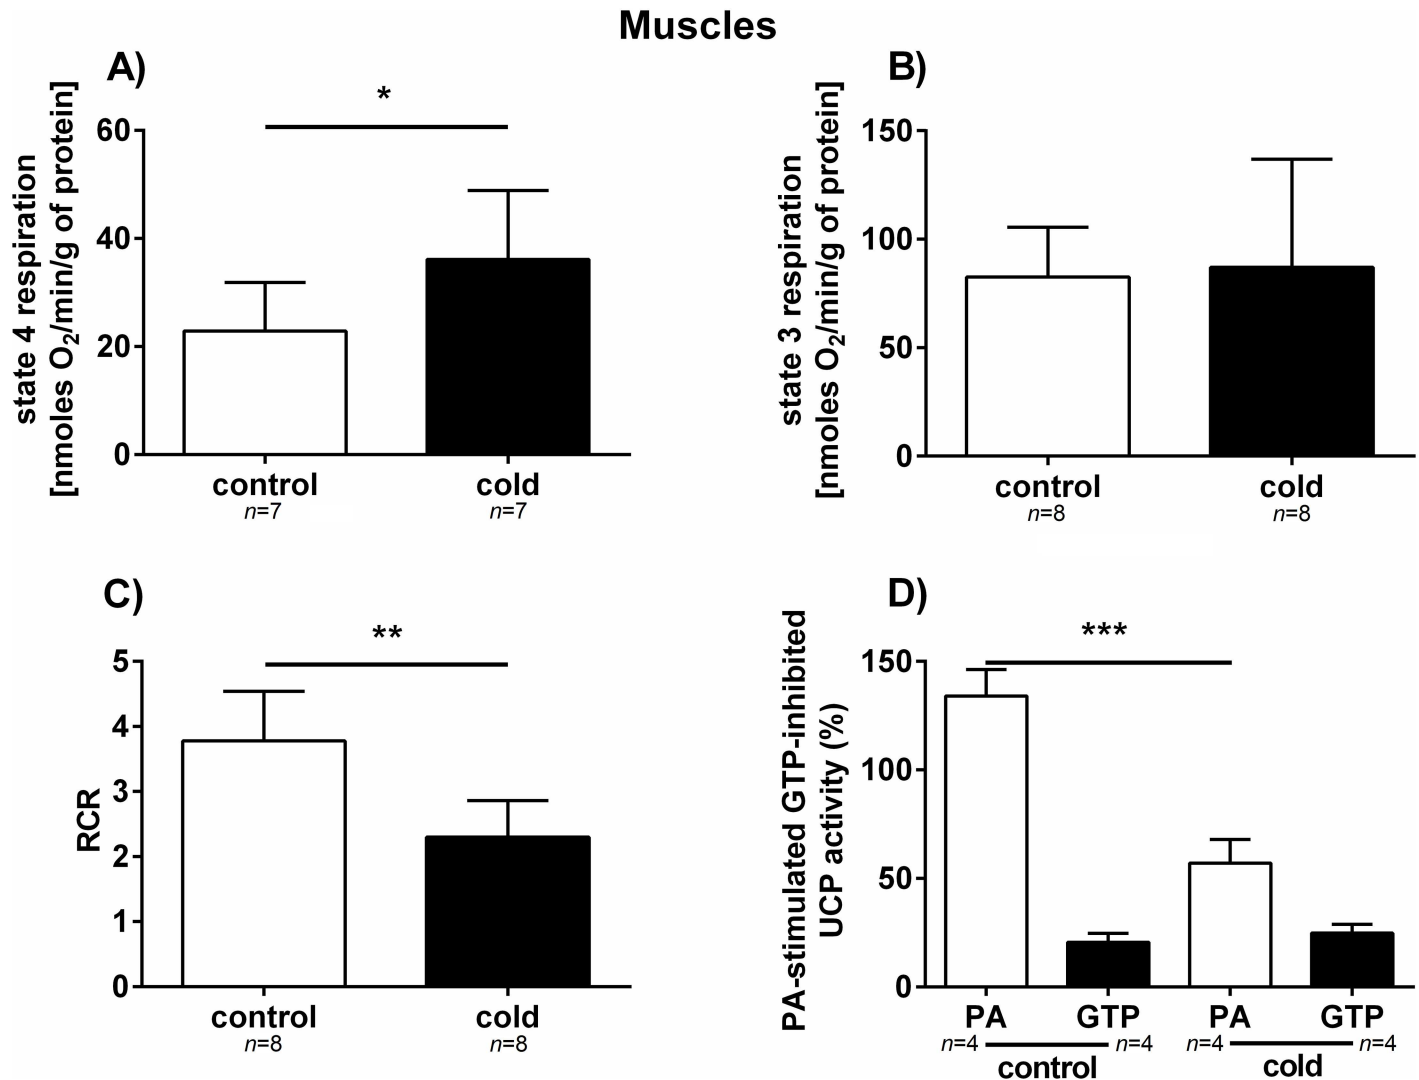 Muscles
A)
*
state 4 respiration
[nmoles O₂/min/g of protein]
60
40
20
0
control
cold
n=7
n=7
B)
state 3 respiration
[nmoles O₂/min/g of protein]
150
100
50
0
control
cold
n=8
n=8
C)
**
RCR
5
4
3
2
1
0
control
cold
n=8
n=8
D)
***
PA-stimulated GTP-inhibited
UCP activity (%)
150
100
50
0
PA
GTP
PA
GTP
n=4
n=4
n=4
n=4
control
cold